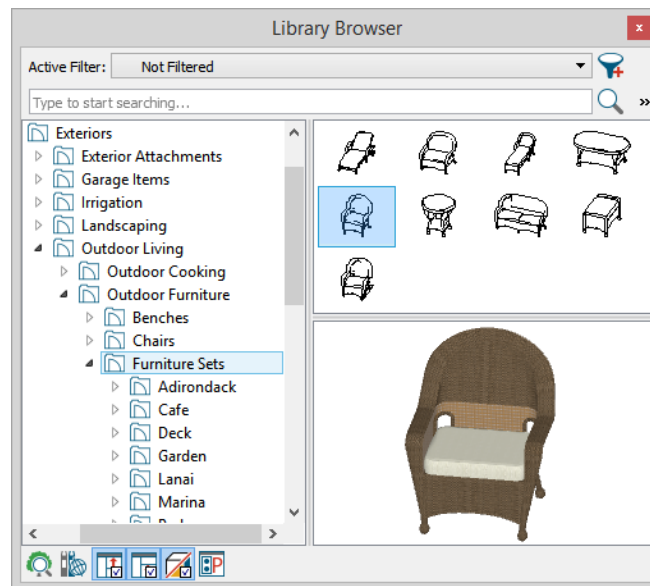 Library Browser
x
Active Filter: Not Filtered
Type to start searching...
»
Exteriors
Exterior Attachments
Garage Items
Irrigation
Landscaping
Outdoor Living
Outdoor Cooking
Outdoor Furniture
Benches
Chairs
Furniture Sets
Adirondack
Cafe
Deck
Garden
Lanai
Marina
P